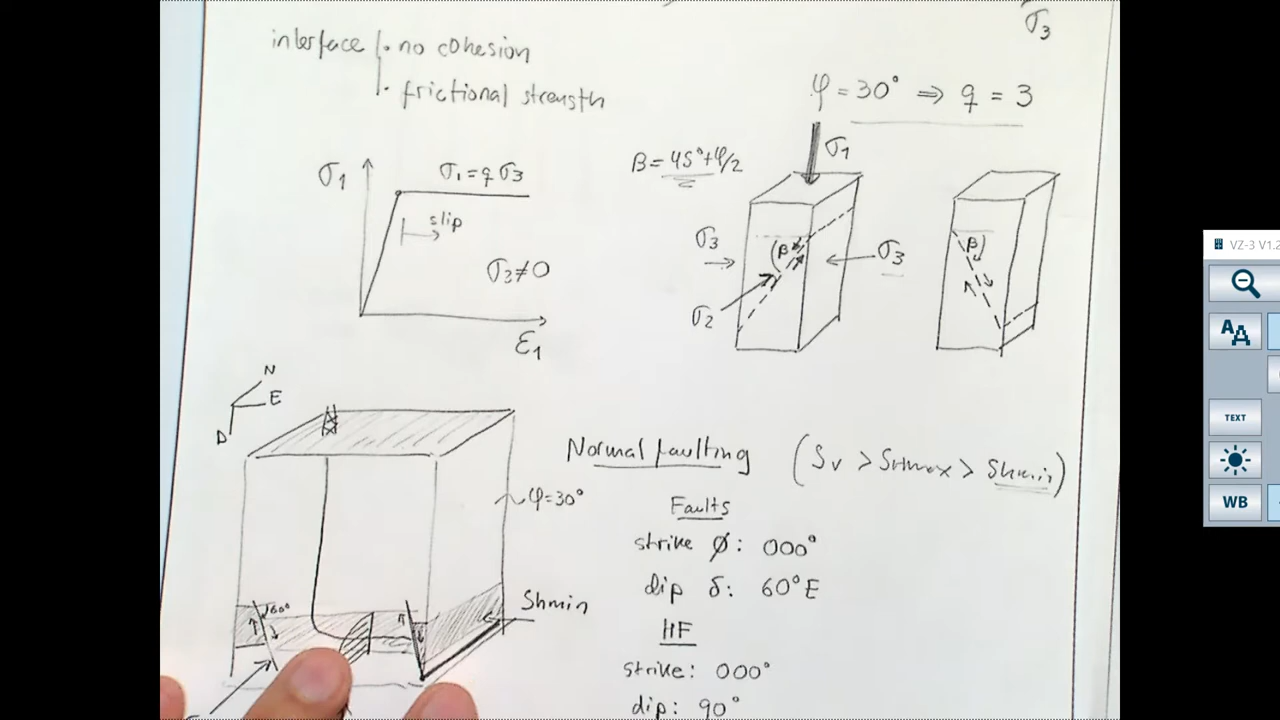 σ3
interface
· no cohesion
· frictional strength
φ = 30° ⇒ q = 3
σ1
σ1 = q σ3
slip
σ3 ≠ 0
ε1
β = 45° + φ/2
σ1
σ3
β
σ3
σ2
β
N
E
D
φ = 30°
60°
Shmin
Normal faulting (Sv > SHmax > Shmin)
Faults
strike φ: 000°
dip δ: 60° E
HF
strike: 000°
dip: 90°
VZ-3 V1.2
AA
TEXT
WB